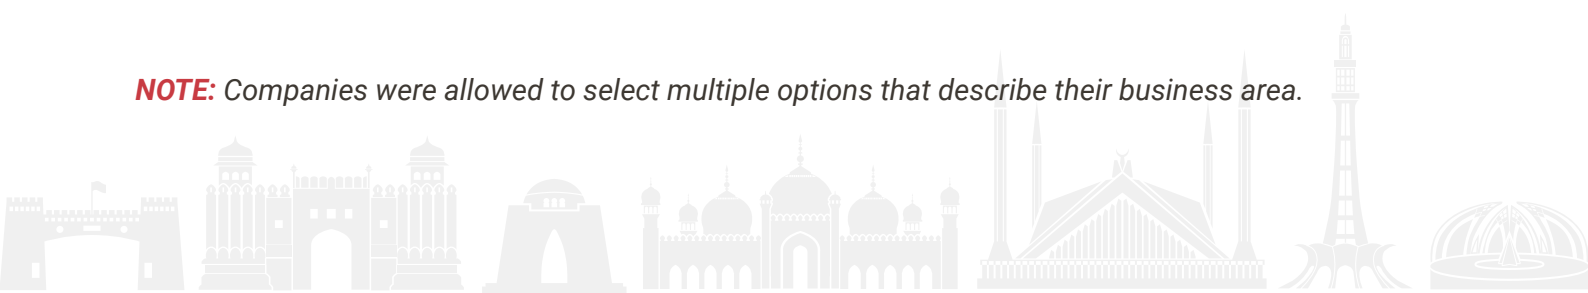 NOTE: Companies were allowed to select multiple options that describe their business area.